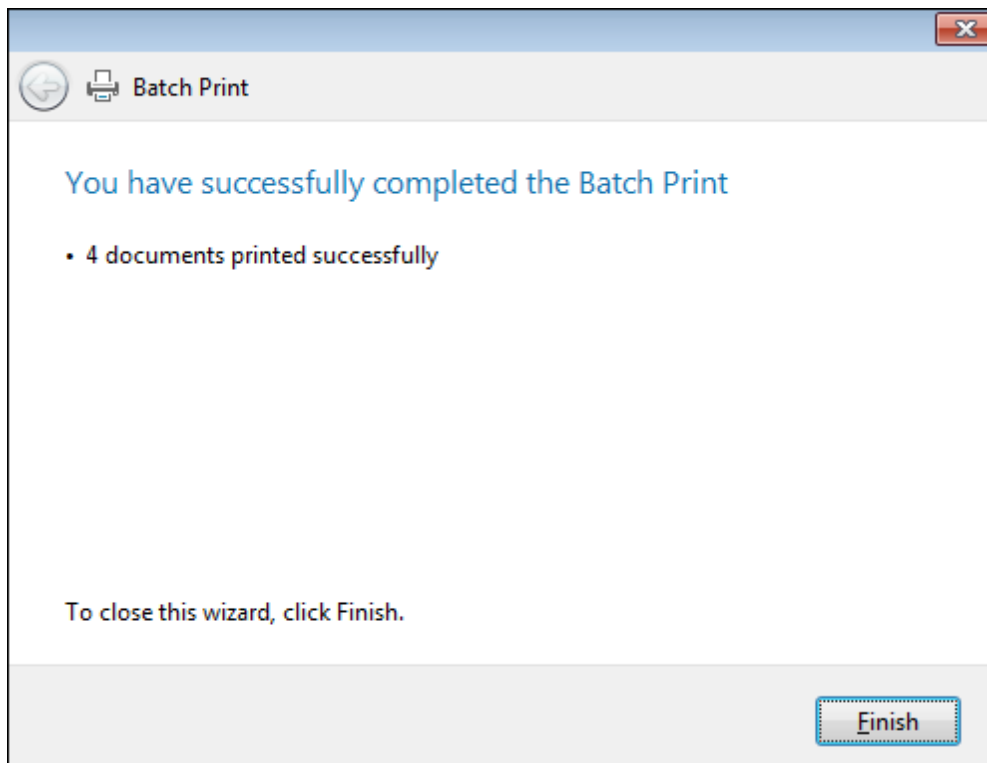 Batch Print
You have successfully completed the Batch Print
• 4 documents printed successfully
To close this wizard, click Finish.
Finish